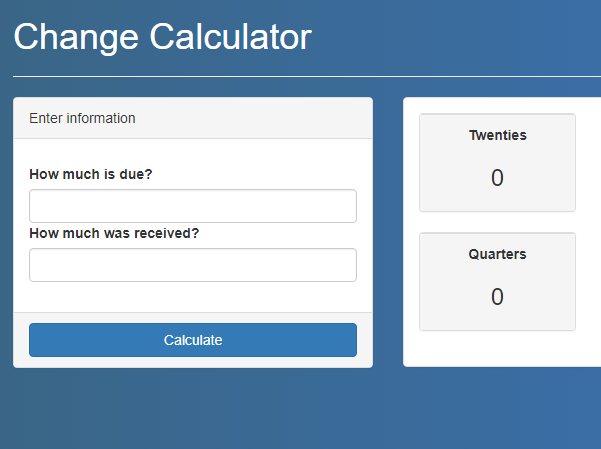 Change Calculator
Enter information
How much is due?
How much was received?
Calculate
Twenties
0
Quarters
0